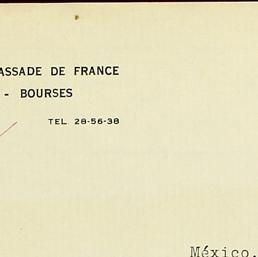 ASSADE DE FRANCE
- BOURSES
TEL. 28-56-38
México,